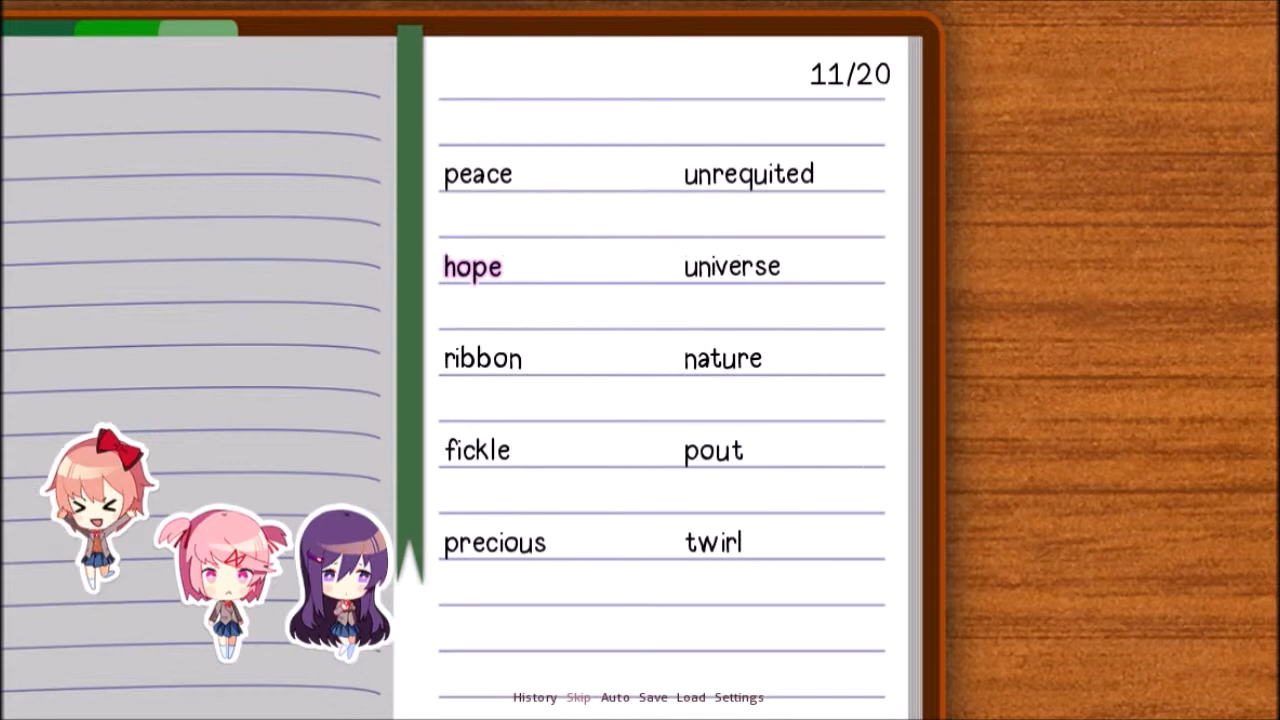 11/20
peace unrequited
hope universe
ribbon nature
fickle pout
precious twirl
History Skip Auto Save Load Settings